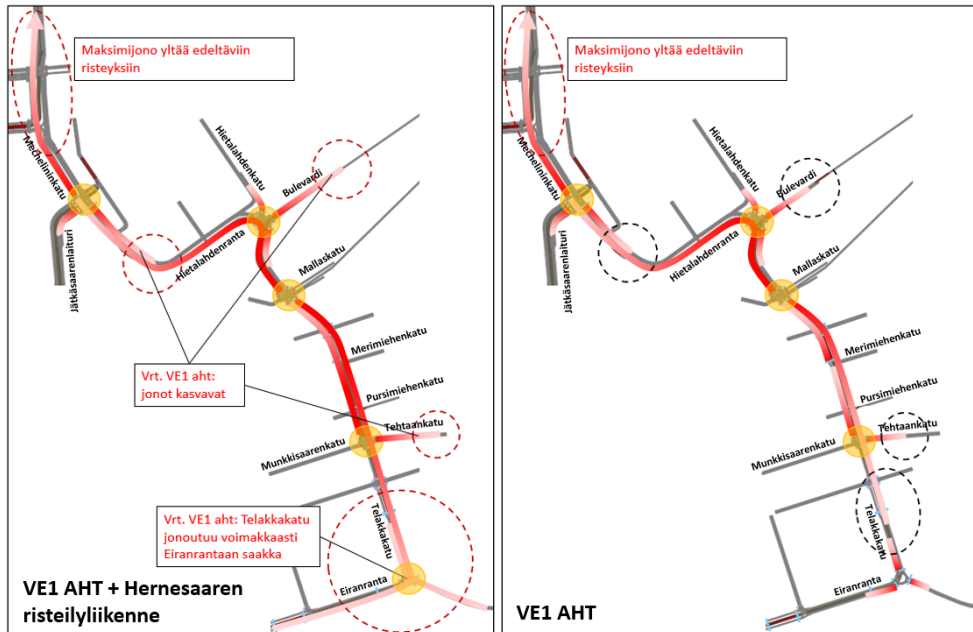 Maksimijono yltää edeltäviin
risteyksiin
Mechelininkatu
Jätkäsaarenlaituri
Hietalahdenkatu
Bulevardi
Hietalahdenranta
Mallaskatu
Merimiehenkatu
Vrt. VE1 aht:
jonot kasvavat
Pursimiehenkatu
Tehtaankatu
Munkkisaarenkatu
Vrt. VE1 aht: Telakkakatu
jonoutuu voimakkaasti
Eiranrantaan saakka
Telakkakatu
Eiranranta
VE1 AHT + Hernesaaren
risteilyliikenne
Maksimijono yltää edeltäviin
risteyksiin
Mechelininkatu
Jätkäsaarenlaituri
Hietalahdenkatu
Bulevardi
Hietalahdenranta
Mallaskatu
Merimiehenkatu
Pursimiehenkatu
Tehtaankatu
Munkkisaarenkatu
Telakkakatu
Eiranranta
VE1 AHT